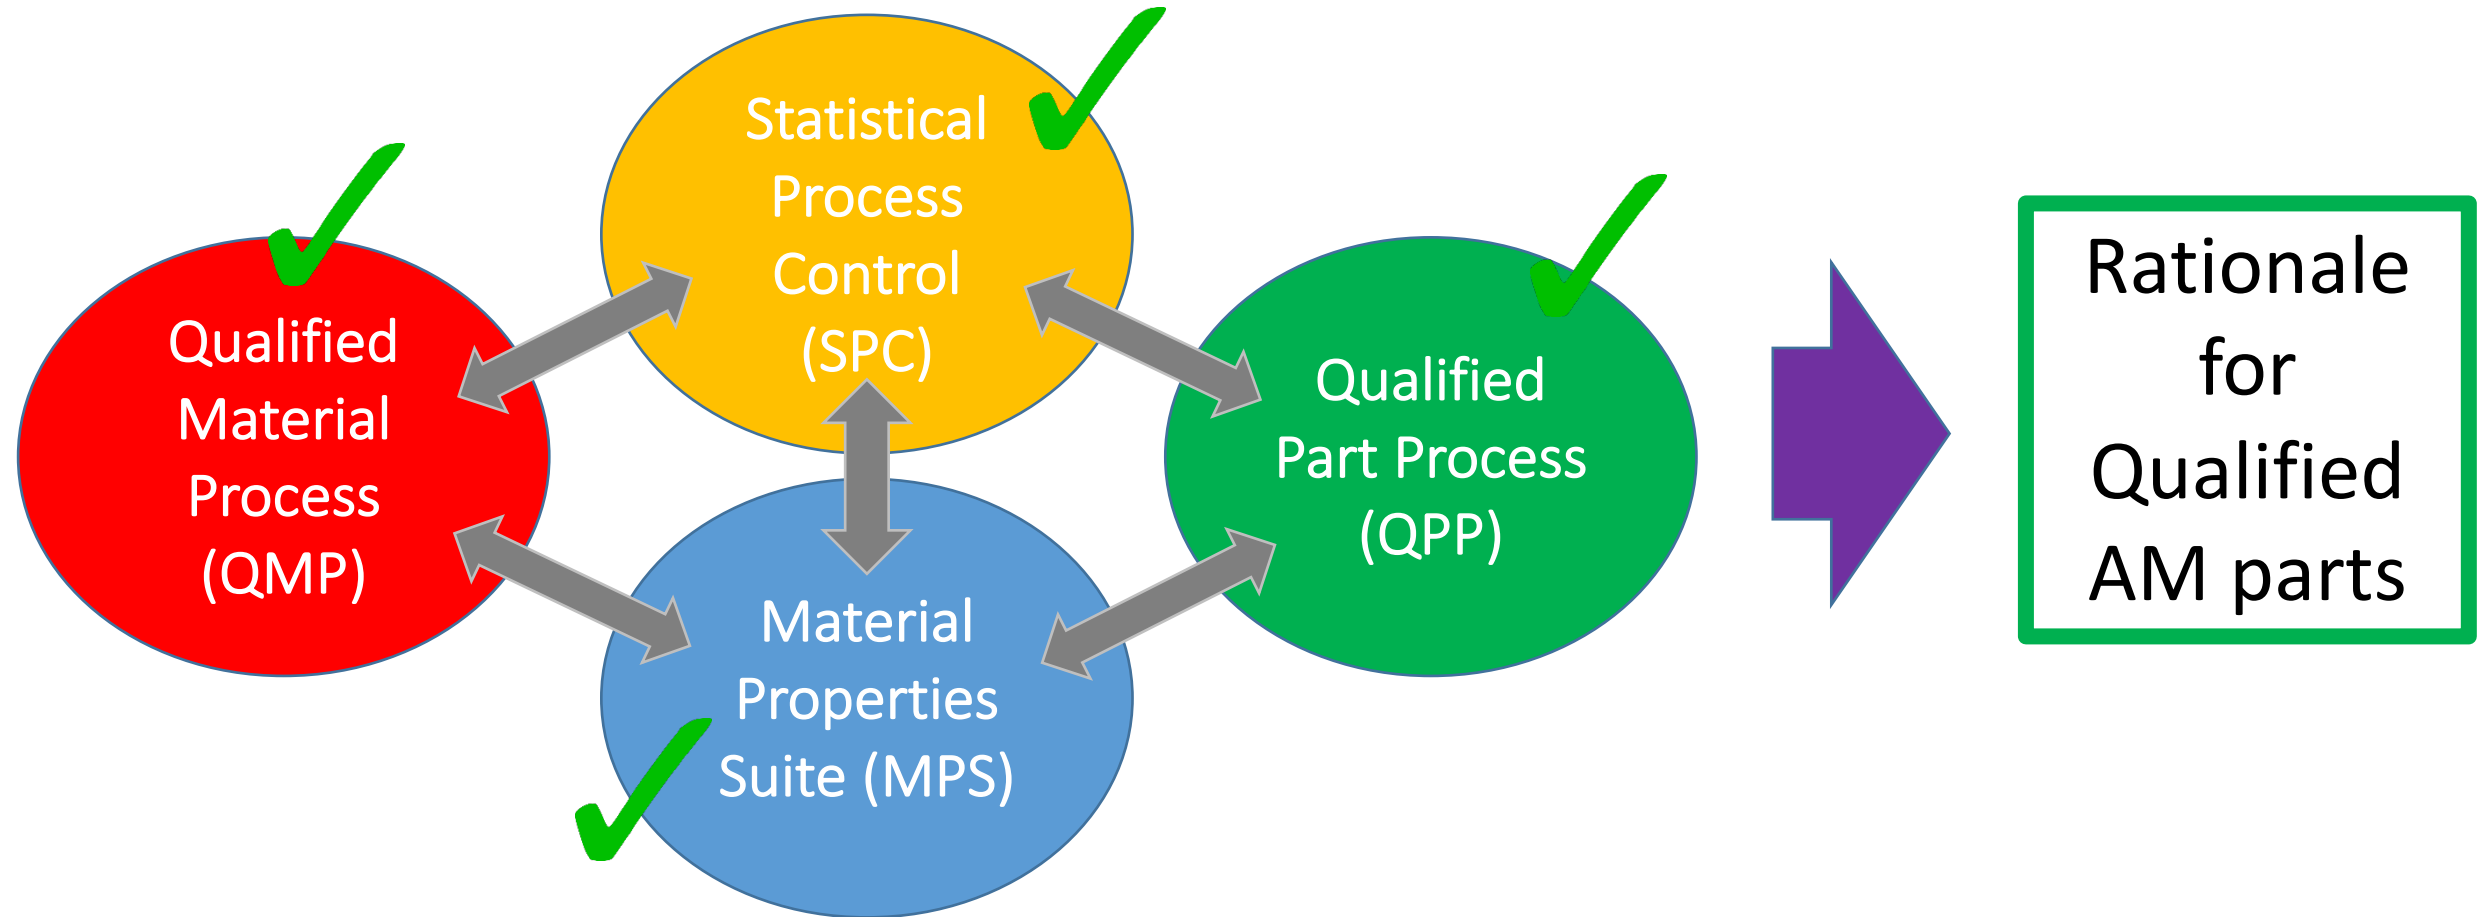 Statistical
Process
Control
(SPC)
Qualified
Material
Process
(QMP)
Qualified
Part Process
(QPP)
Material
Properties
Suite (MPS)
Rationale
for
Qualified
AM parts